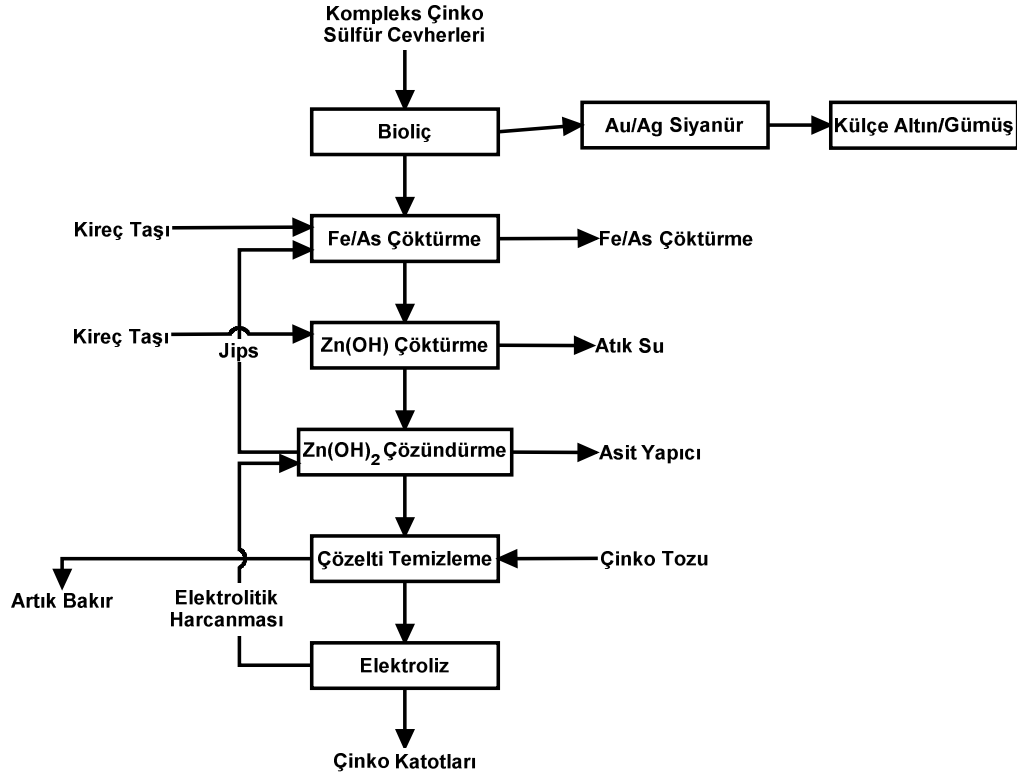 Kompleks Çinko
Sülfür Cevherleri
Bioliç
Au/Ag Siyanür
Külçe Altın/Gümüş
Kireç Taşı
Fe/As Çöktürme
Fe/As Çöktürme
Kireç Taşı
Jips
Zn(OH) Çöktürme
Atık Su
Zn(OH)2 Çözündürme
Asit Yapıcı
Çözelti Temizleme
Çinko Tozu
Artık Bakır
Elektrolitik
Harcanması
Elektroliz
Çinko Katotları